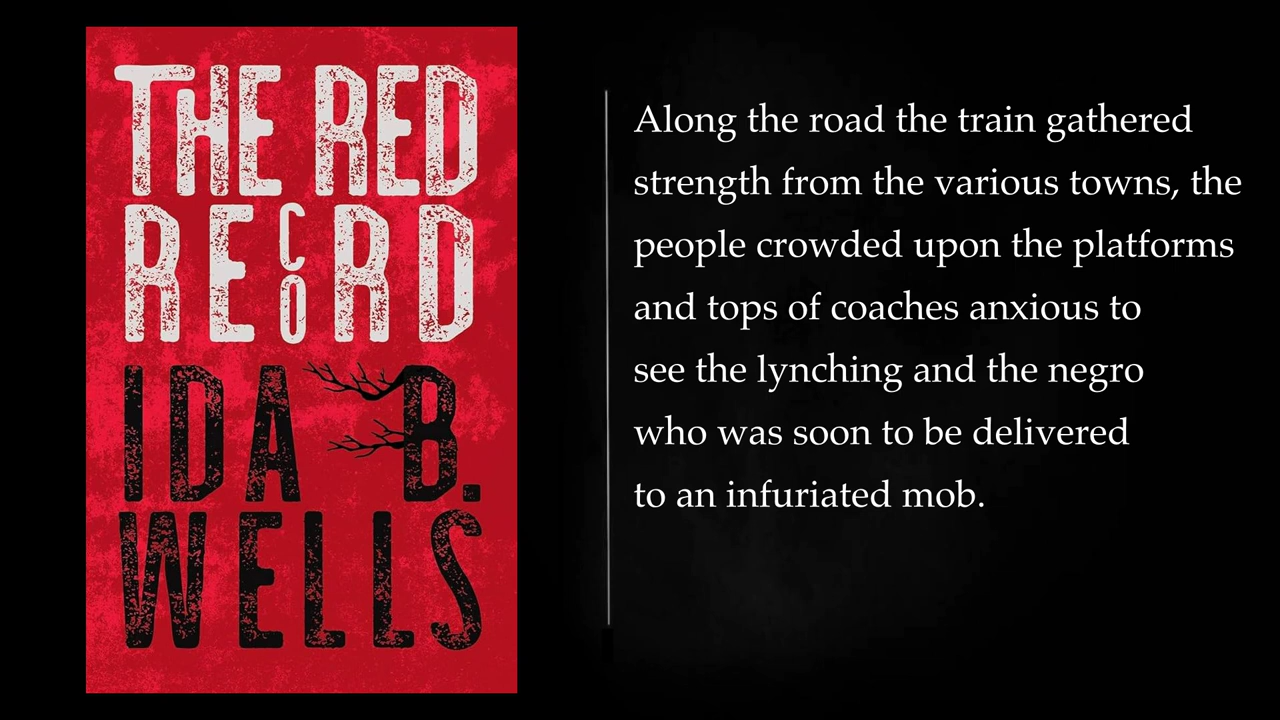 THE RED
RECORD
IDA B.
WELLS
Along the road the train gathered
strength from the various towns, the
people crowded upon the platforms
and tops of coaches anxious to
see the lynching and the negro
who was soon to be delivered
to an infuriated mob.